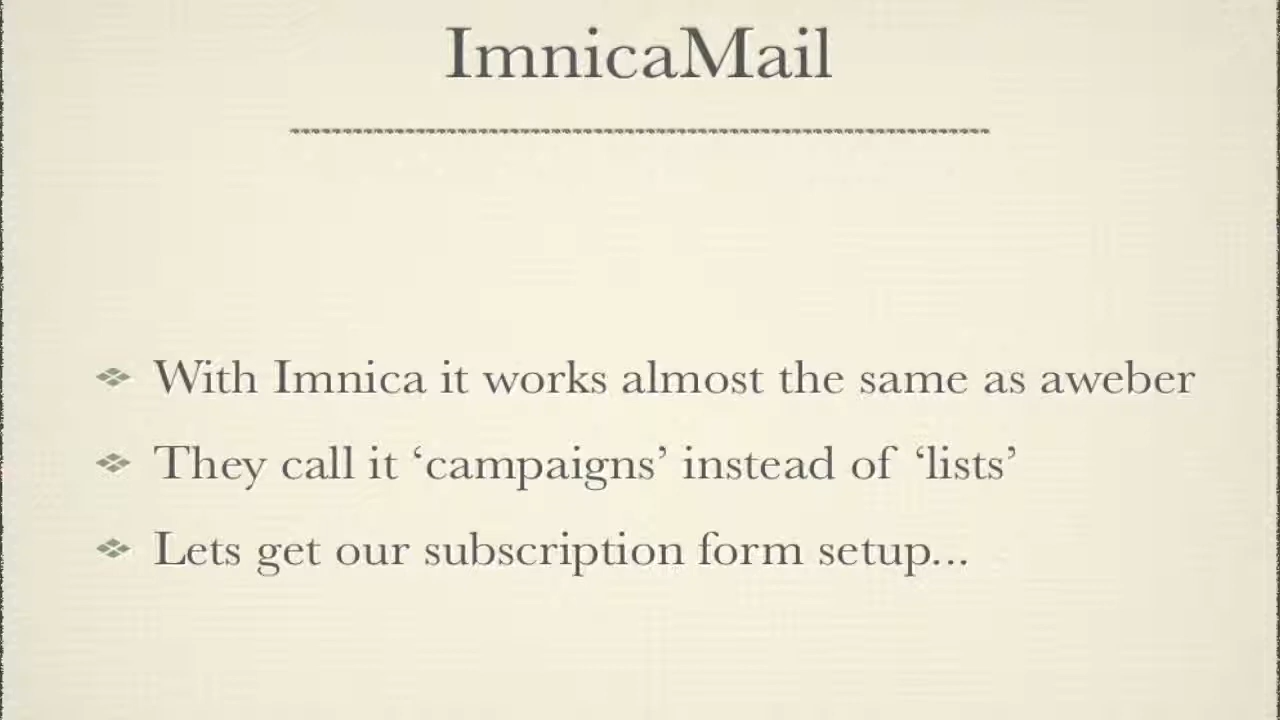 ImnicaMail
With Imnica it works almost the same as aweber
They call it ‘campaigns’ instead of ‘lists’
Lets get our subscription form setup...